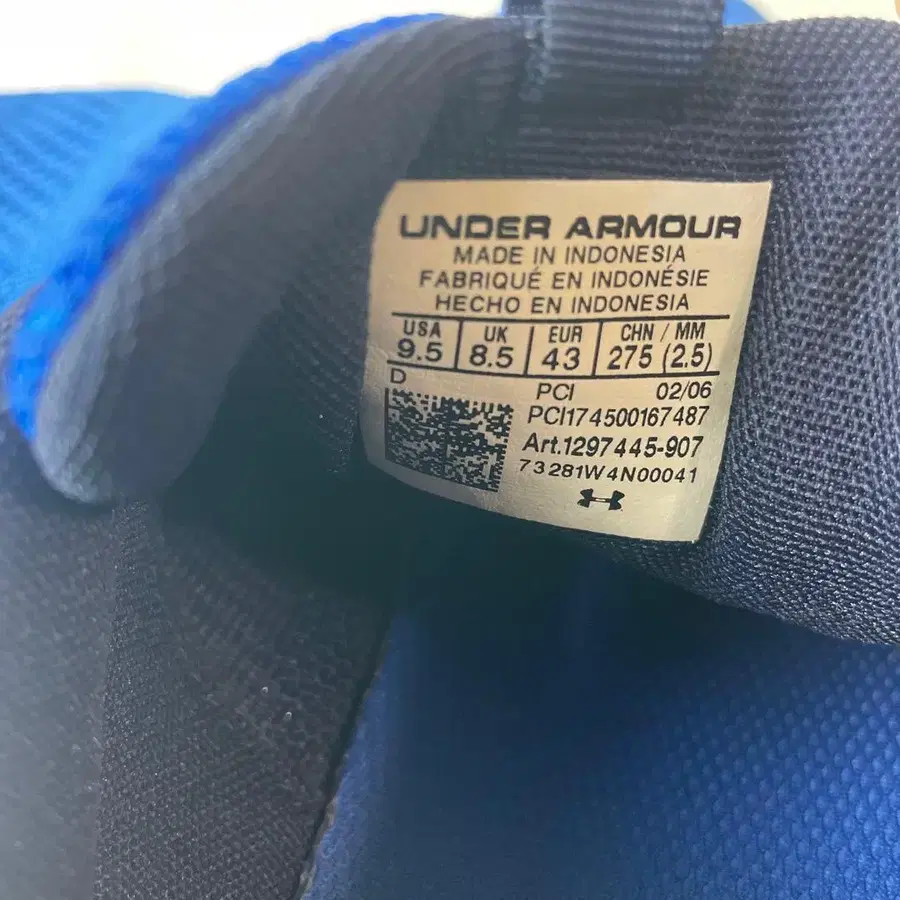 UNDER ARMOUR
MADE IN INDONESIA
FABRIQUÉ EN INDONÉSIE
HECHO EN INDONESIA
USA UK EUR CHN / MM
9.5 8.5 43 275 (2.5)
D PCI 02/06
PCI174500167487
Art.1297445-907
73281W4N00041